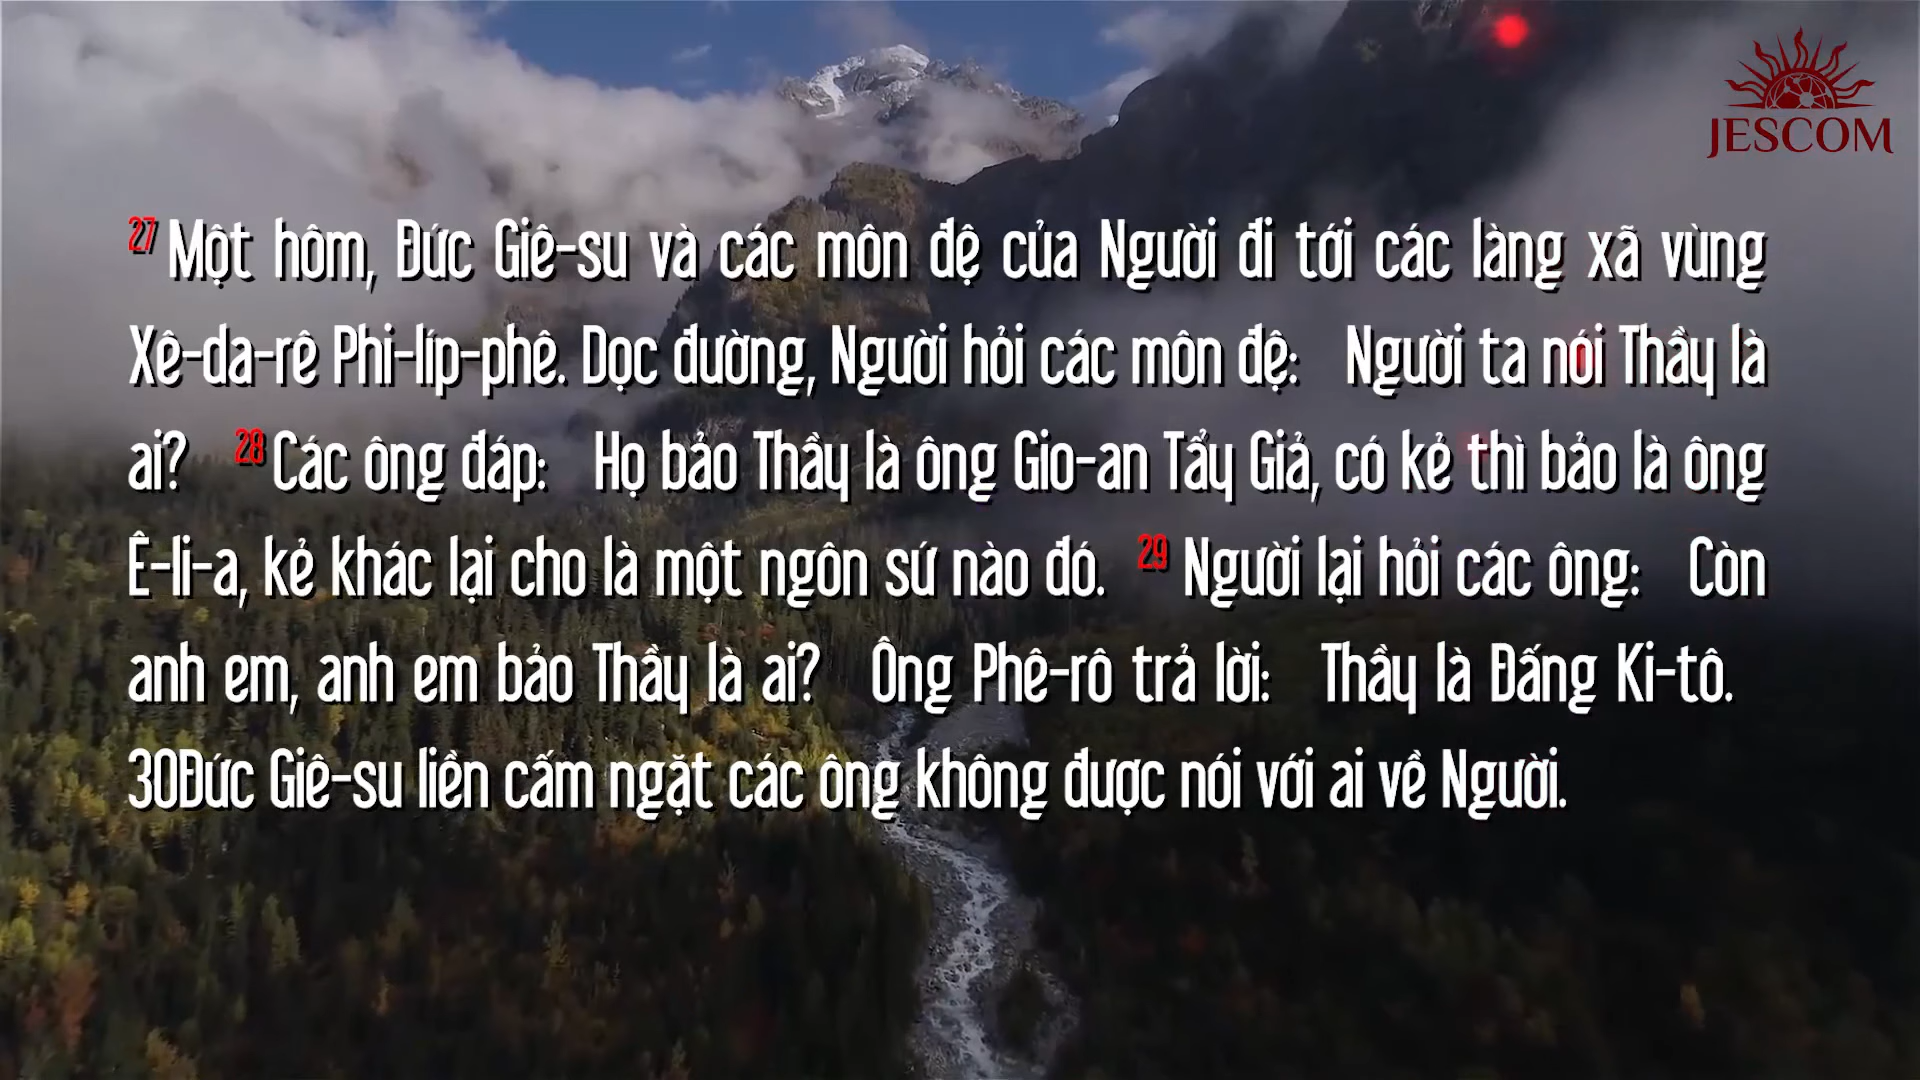 JESCOM
27 Một hôm, Đức Giê-su và các môn đệ của Người đi tới các làng xã vùng
Xê-da-rê Phi-líp-phê. Dọc đường, Người hỏi các môn đệ: Người ta nói Thầy là
ai? 28 Các ông đáp: Họ bảo Thầy là ông Gio-an Tẩy Giả, có kẻ thì bảo là ông
Ê-li-a, kẻ khác lại cho là một ngôn sứ nào đó. 29 Người lại hỏi các ông: Còn
anh em, anh em bảo Thầy là ai? Ông Phê-rô trả lời: Thầy là Đấng Ki-tô.
30Đức Giê-su liền cấm ngặt các ông không được nói với ai về Người.